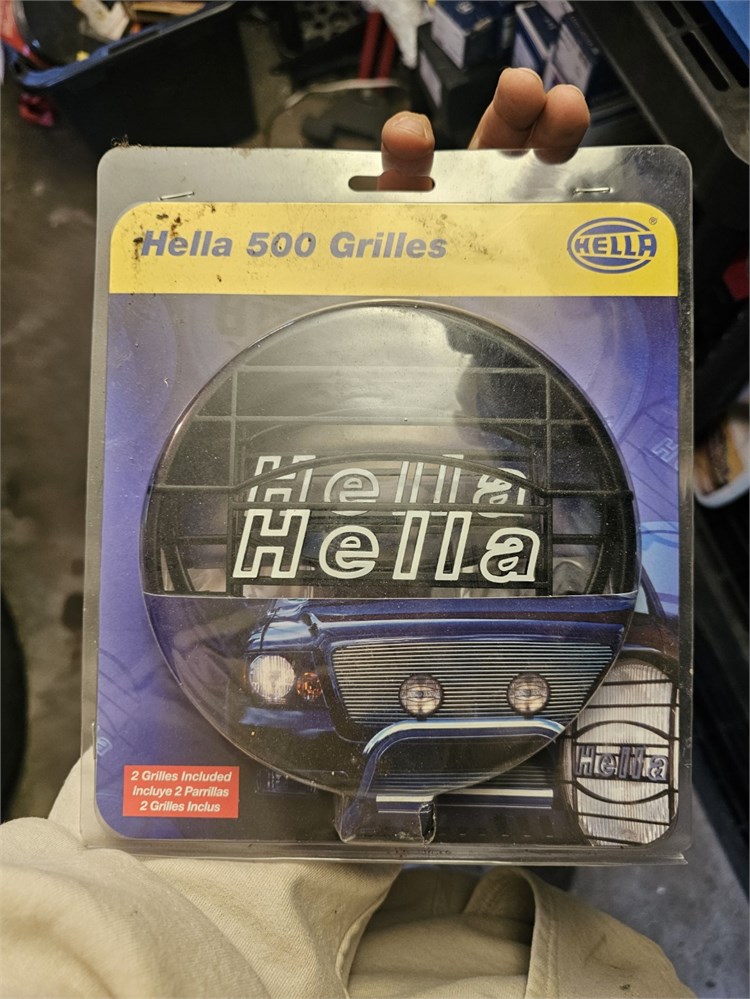 Hella 500 Grilles
HELLA®
Hella
Hella
2 Grilles Included
Incluye 2 Parrillas
2 Grilles Inclus
Hella